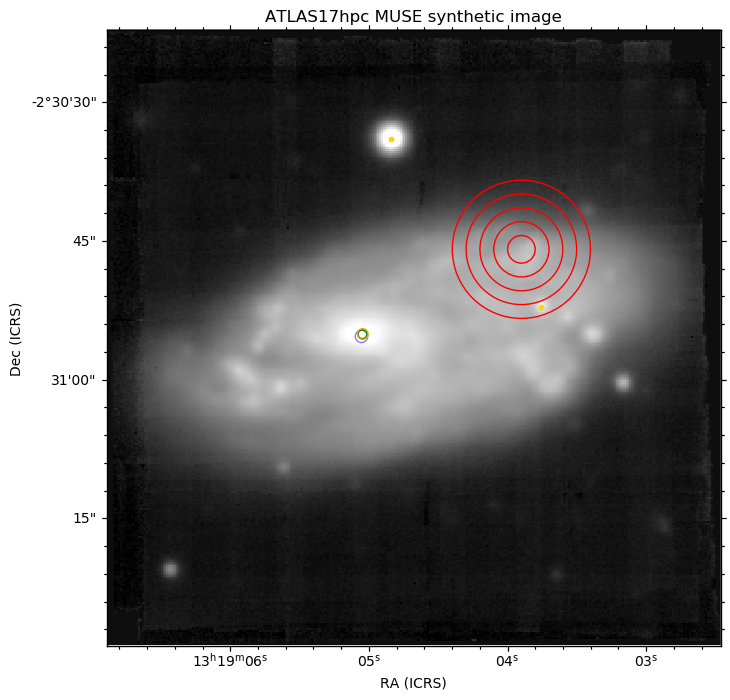 ATLAS17hpc MUSE synthetic image
-2°30'30"
45"
31'00"
15"
Dec (ICRS)
13ʰ19ᵐ06ˢ 05ˢ 04ˢ 03ˢ
RA (ICRS)